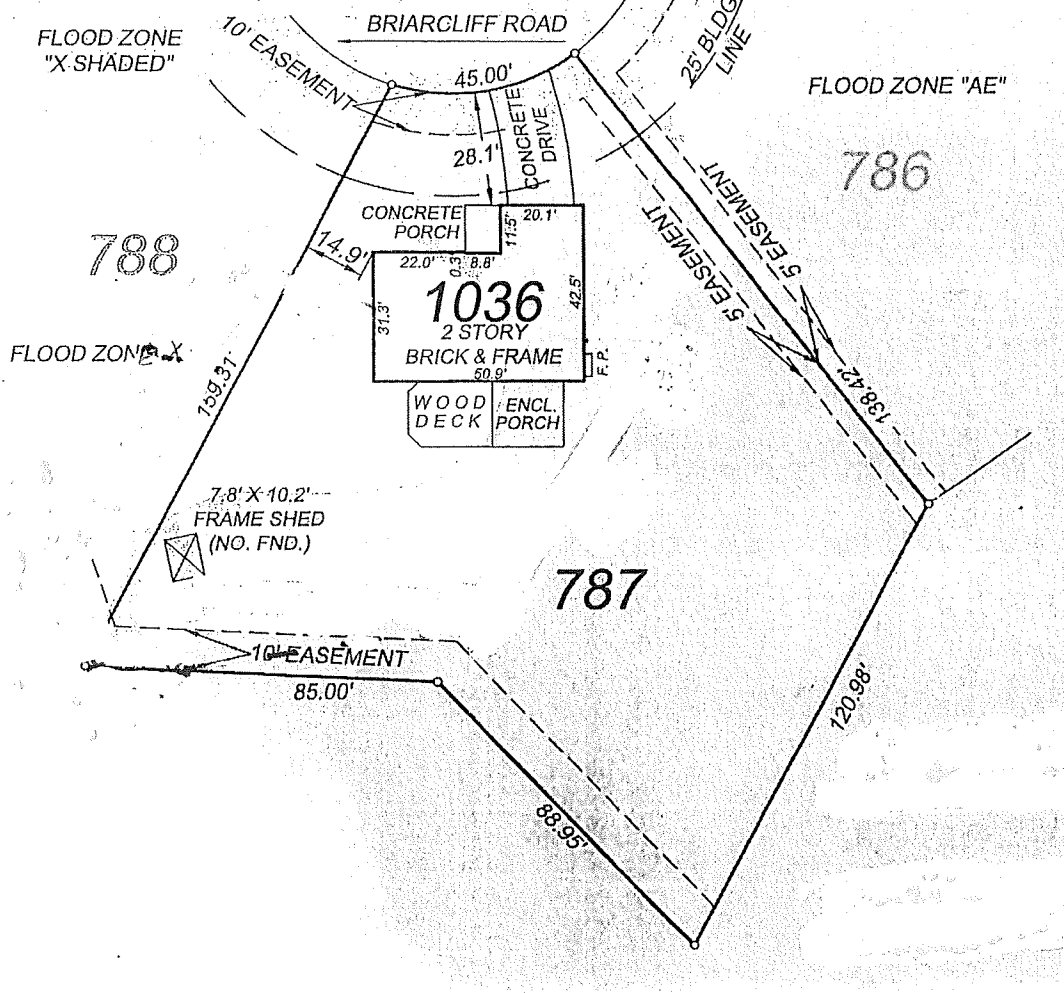 BRIARCLIFF ROAD
FLOOD ZONE
"X SHADED"
10' EASEMENT
45.00'
25' BLDG
LINE
FLOOD ZONE "AE"
28.1'
CONCRETE
DRIVE
786
5' EASEMENT
5' EASEMENT
CONCRETE
PORCH
20.1'
11.5'
788
14.9'
22.0'
0.3'
8.8'
1036
2 STORY
BRICK & FRAME
50.9'
31.3'
42.5'
F.P.
FLOOD ZONE X
159.31'
138.42'
WOOD
DECK
ENCL.
PORCH
7.8' X 10.2'
FRAME SHED
(NO. FND.)
787
10' EASEMENT
85.00'
120.98'
88.95'